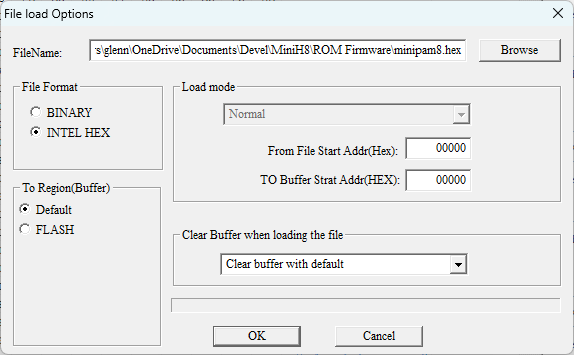 File load Options
FileName:
s\glenn\OneDrive\Documents\Devel\MiniH8\ROM Firmware\minipam8.hex
Browse
File Format
BINARY
INTEL HEX
Load mode
Normal
From File Start Addr(Hex):
00000
TO Buffer Strat Addr(HEX):
00000
To Region(Buffer)
Default
FLASH
Clear Buffer when loading the file
Clear buffer with default
OK
Cancel